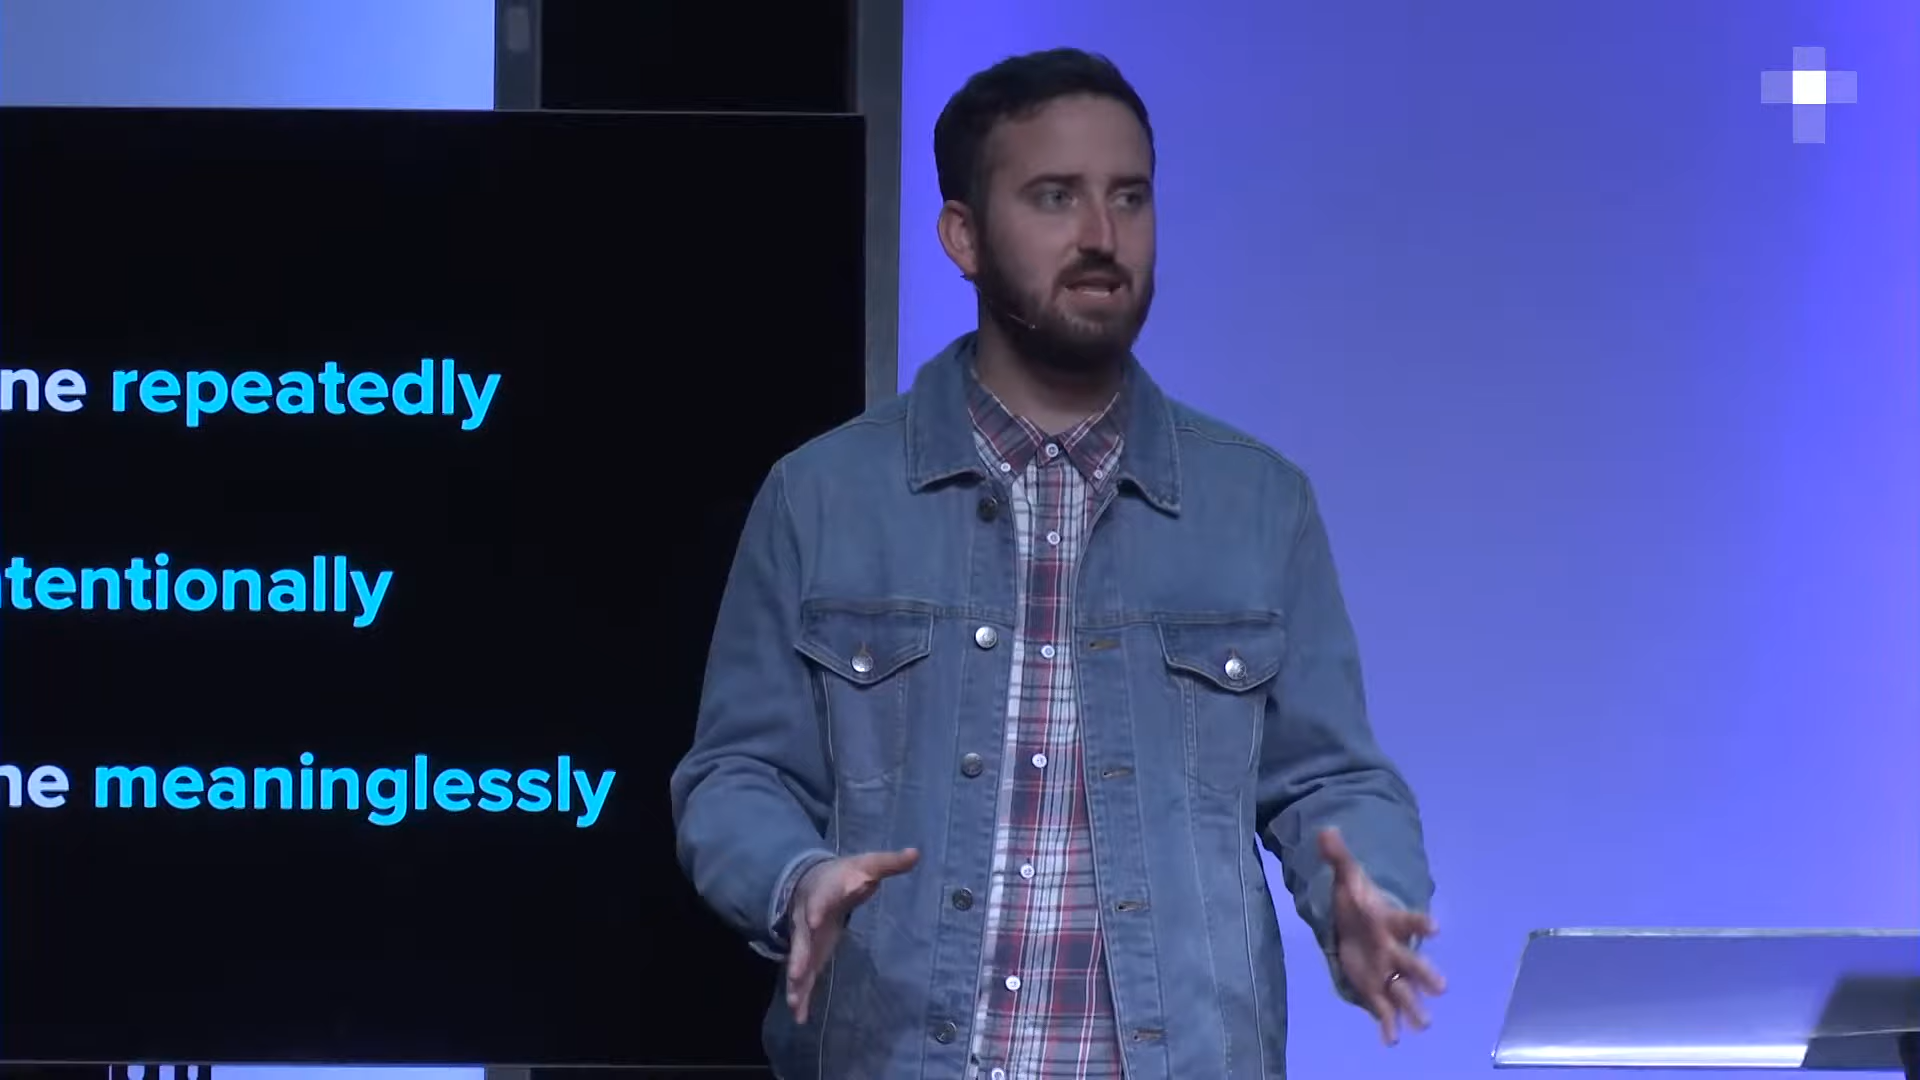 ne repeatedly
tentionally
ne meaninglessly